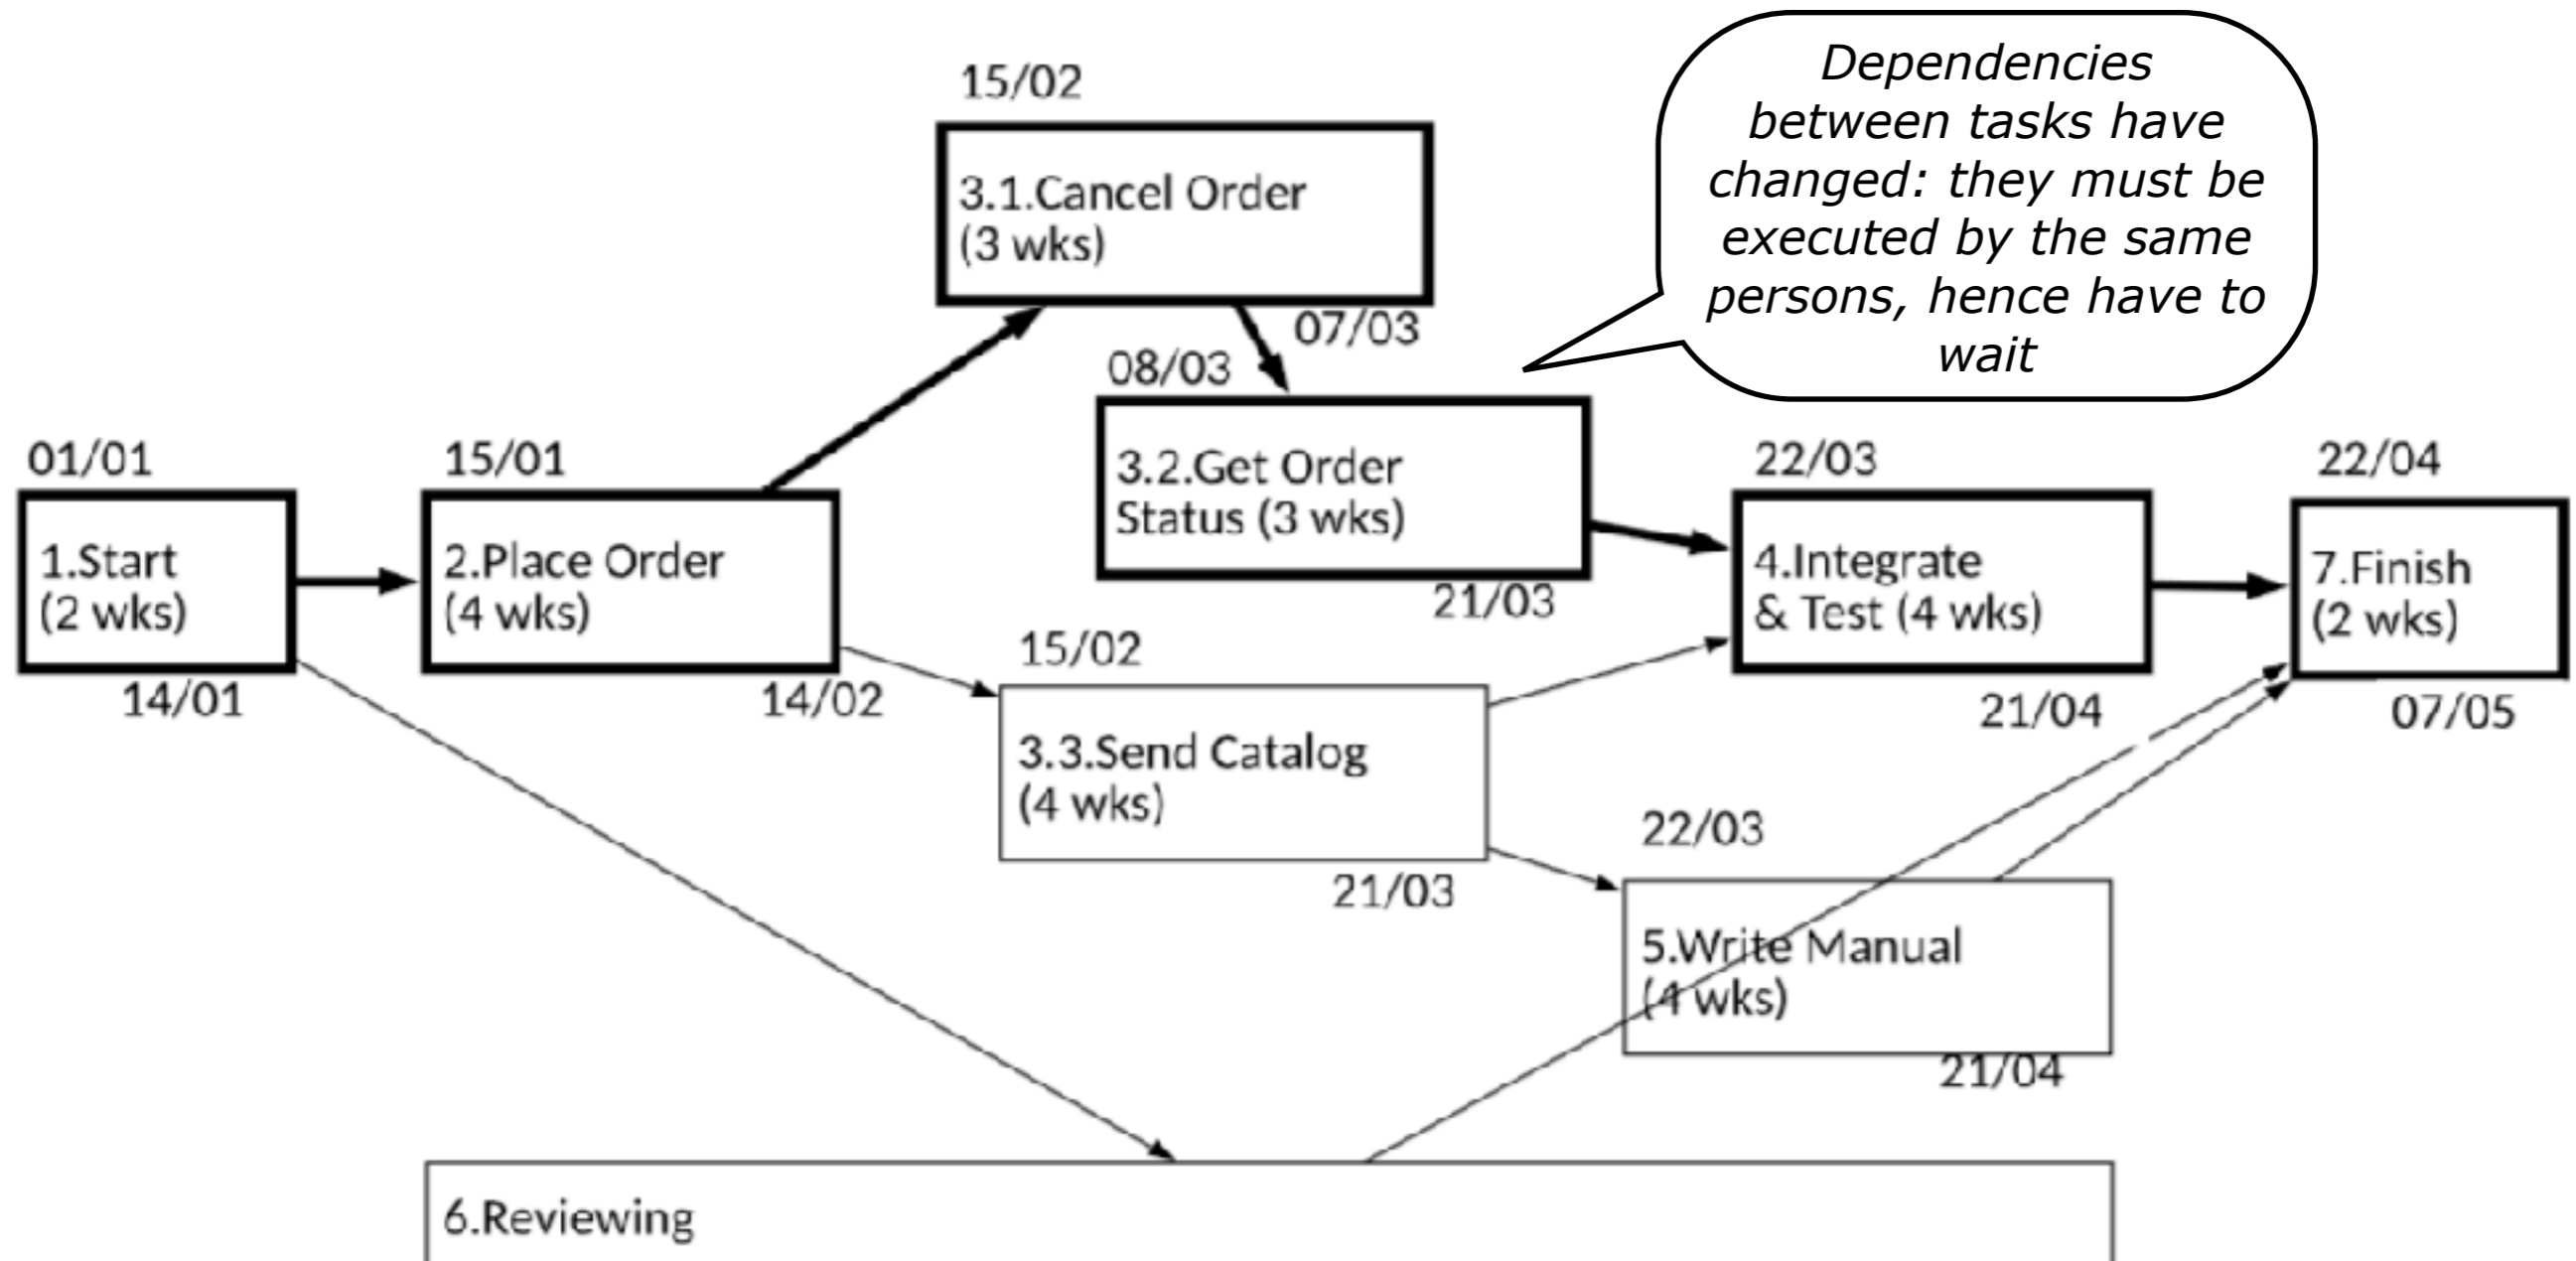 15/02
3.1.Cancel Order
(3 wks)
07/03
Dependencies
between tasks have
changed: they must be
executed by the same
persons, hence have to
wait
08/03
3.2.Get Order
Status (3 wks)
21/03
01/01
1.Start
(2 wks)
14/01
15/01
2.Place Order
(4 wks)
14/02
22/03
4.Integrate
& Test (4 wks)
21/04
22/04
7.Finish
(2 wks)
07/05
15/02
3.3.Send Catalog
(4 wks)
21/03
22/03
5.Write Manual
(4 wks)
21/04
6.Reviewing